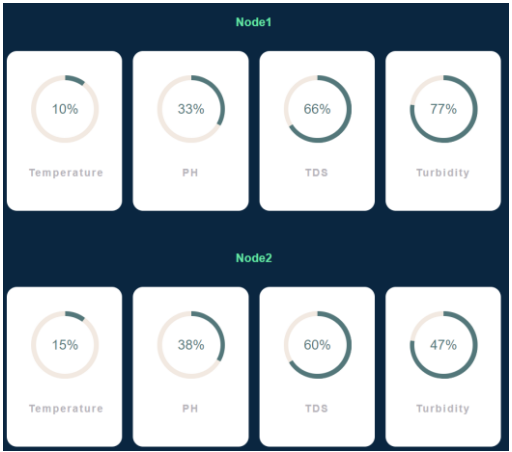 Node1
10% 33% 66% 77%
Temperature PH TDS Turbidity
Node2
15% 38% 60% 47%
Temperature PH TDS Turbidity